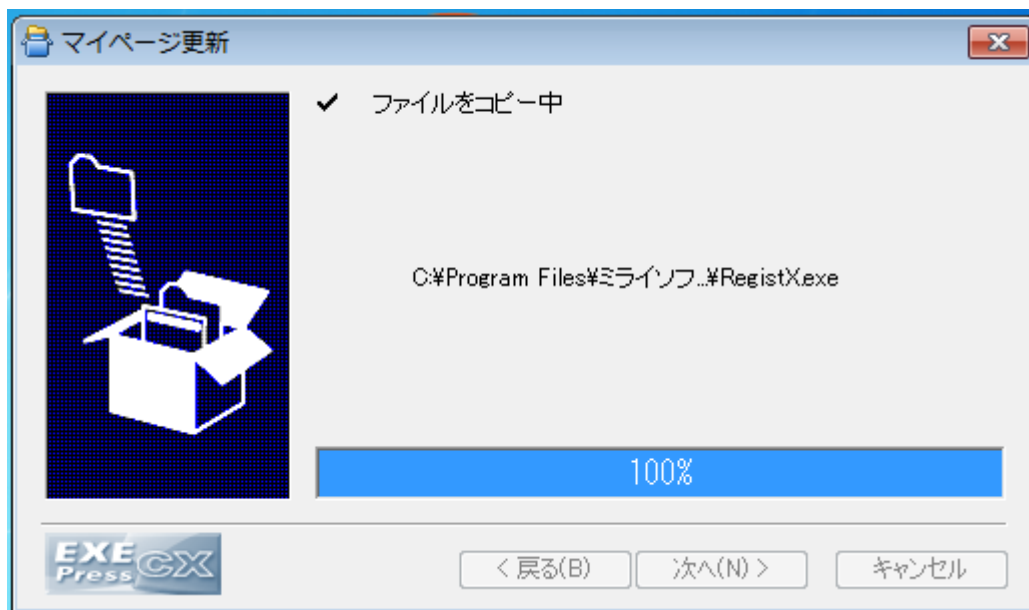 マイページ更新
ファイルをコピー中
C:¥Program Files¥ミライソフ...¥RegistX.exe
100%
EXE
Press CX
< 戻る(B)
次へ(N) >
キャンセル